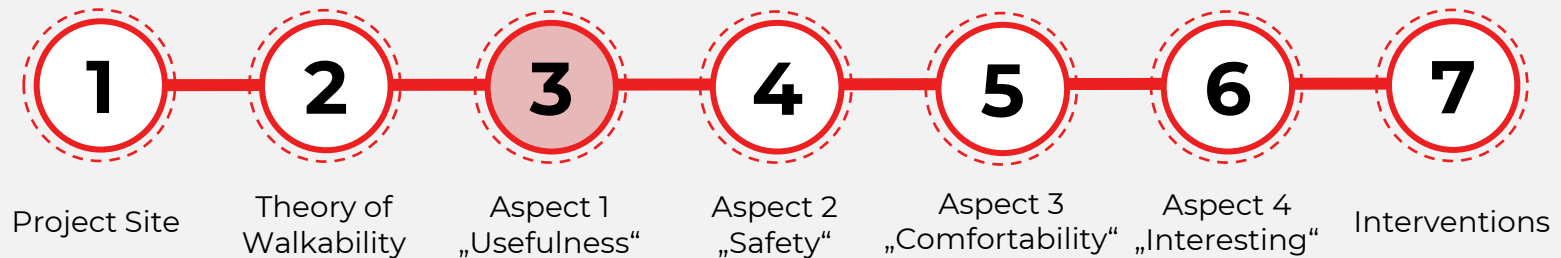 1 2 3 4 5 6 7
Project Site
Theory of
Walkability
Aspect 1
„Usefulness“
Aspect 2
„Safety“
Aspect 3
„Comfortability“
Aspect 4
„Interesting“
Interventions